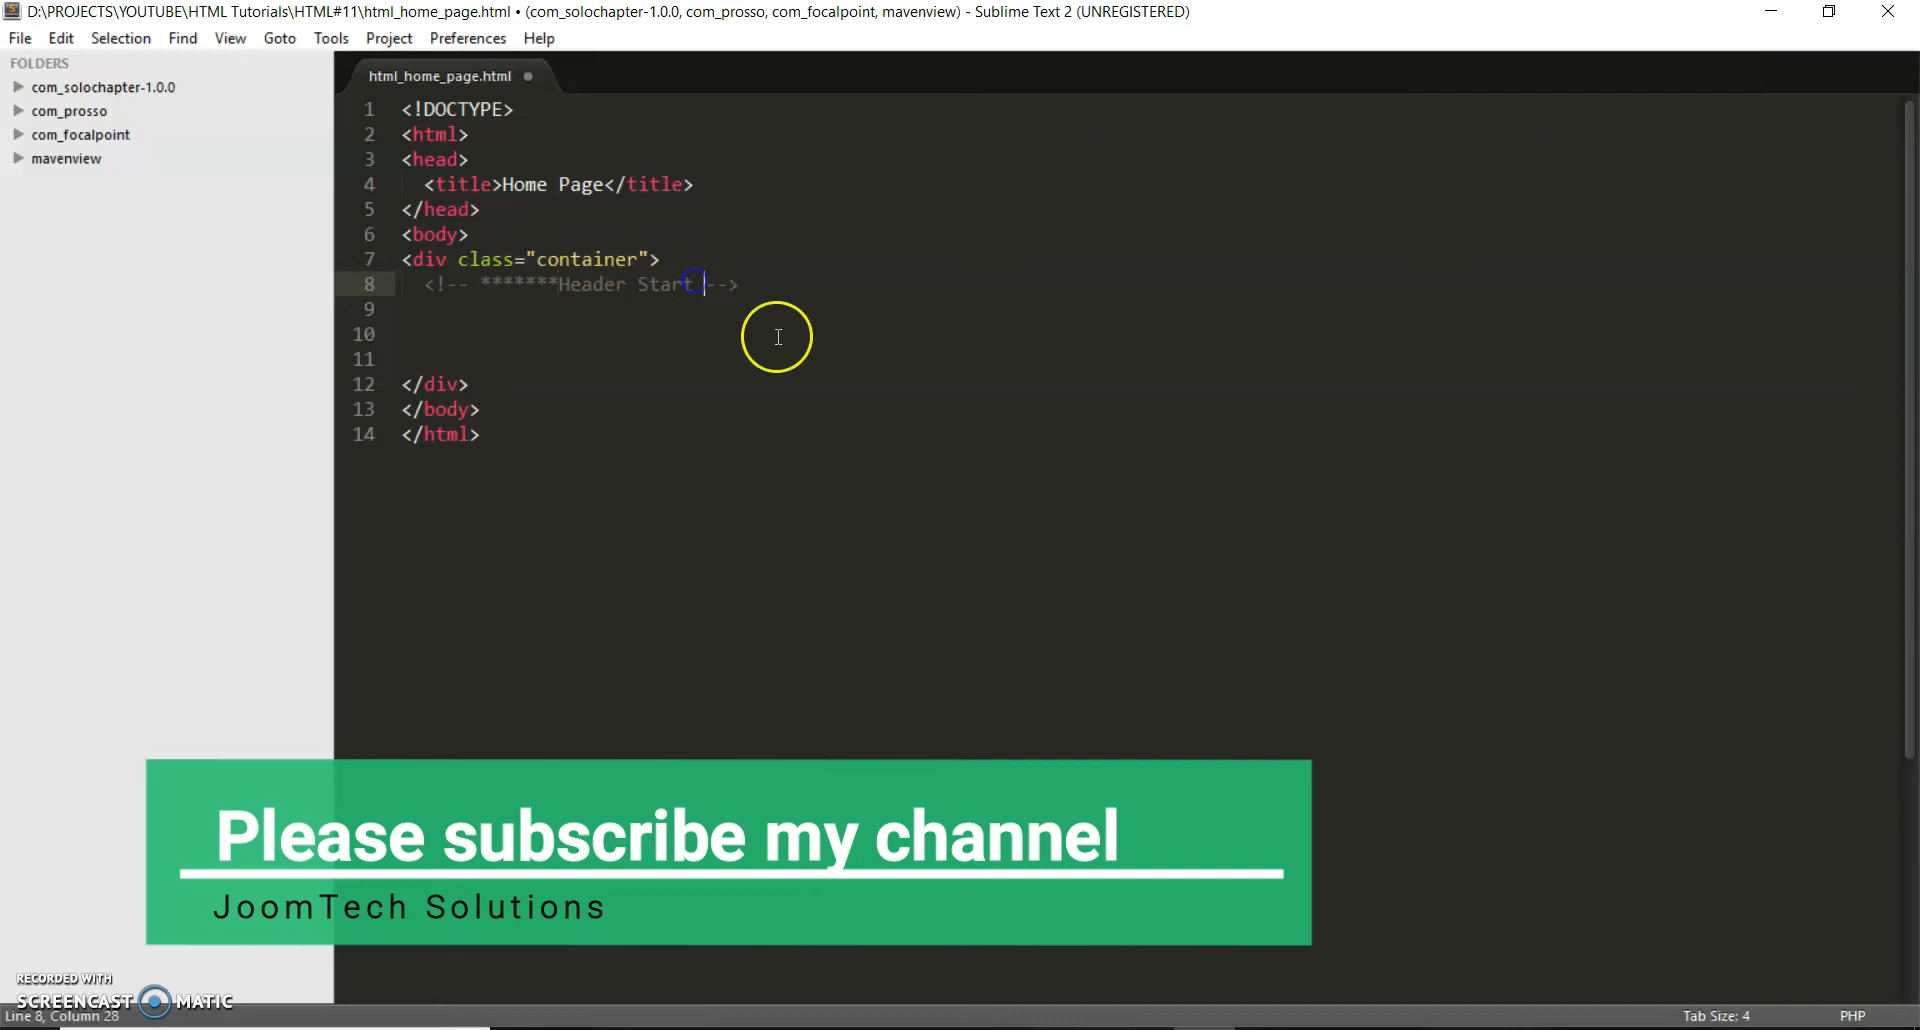 D:\PROJECTS\YOUTUBE\HTML Tutorials\HTML#11\html_home_page.html • (com_solochapter-1.0.0, com_prosso, com_focalpoint, mavenview) - Sublime Text 2 (UNREGISTERED)
File Edit Selection Find View Goto Tools Project Preferences Help
FOLDERS
com_solochapter-1.0.0
com_prosso
com_focalpoint
mavenview
html_home_page.html
1 <!DOCTYPE>
2 <html>
3 <head>
4 <title>Home Page</title>
5 </head>
6 <body>
7 <div class="container">
8 <!-- *******Header Start -->
9
10
11
12 </div>
13 </body>
14 </html>
Please subscribe my channel
JoomTech Solutions
RECORDED WITH
SCREENCAST MATIC
Line 8, Column 28 Tab Size: 4 PHP